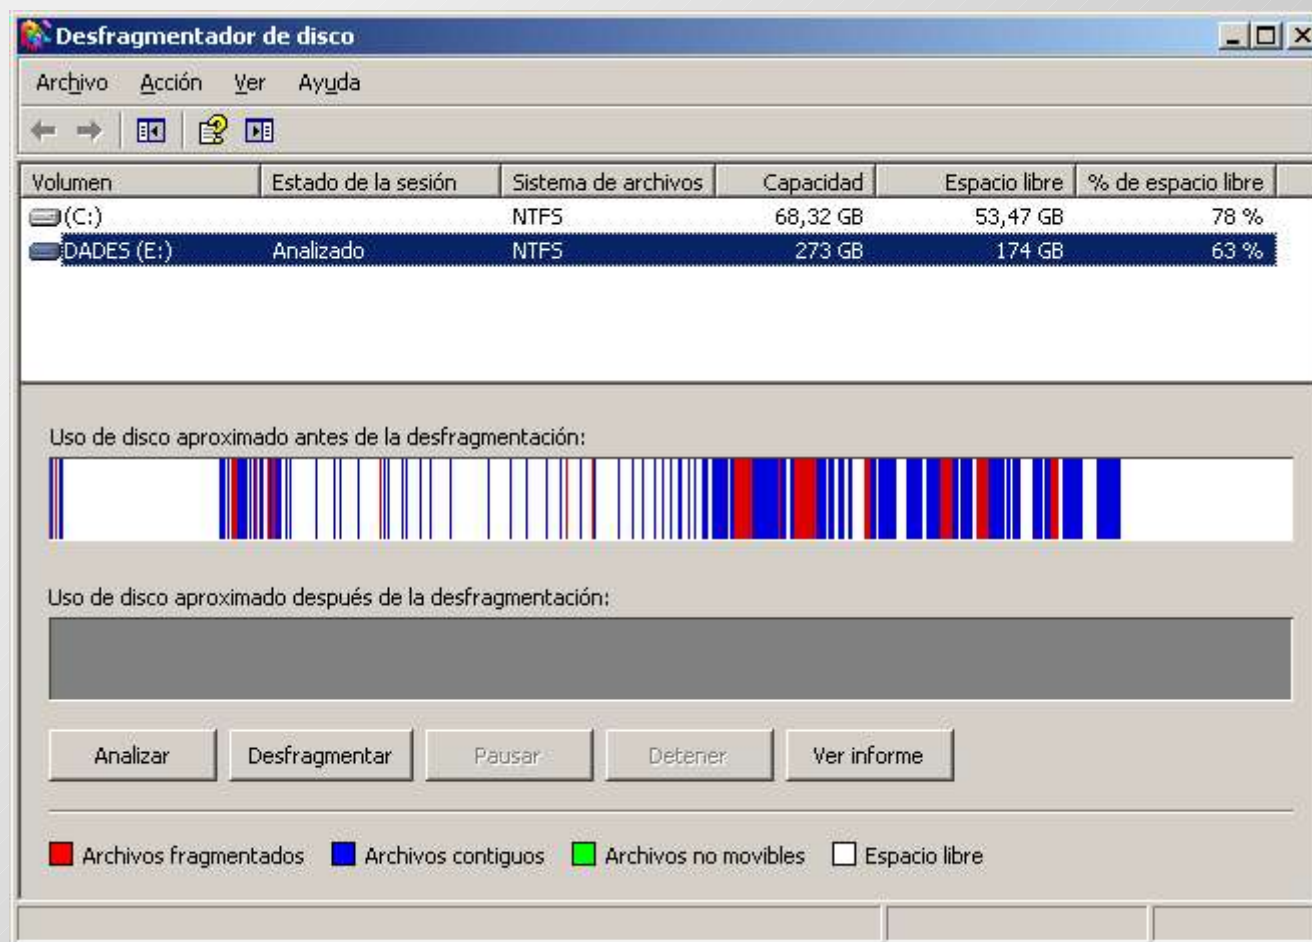 Desfragmentador de disco
Archivo Acción Ver Ayuda
Volumen Estado de la sesión Sistema de archivos Capacidad Espacio libre % de espacio libre
(C:) NTFS 68,32 GB 53,47 GB 78 %
DADES (E:) Analizado NTFS 273 GB 174 GB 63 %
Uso de disco aproximado antes de la desfragmentación:
Uso de disco aproximado después de la desfragmentación:
Analizar Desfragmentar Pausar Detener Ver informe
Archivos fragmentados Archivos contiguos Archivos no movibles Espacio libre